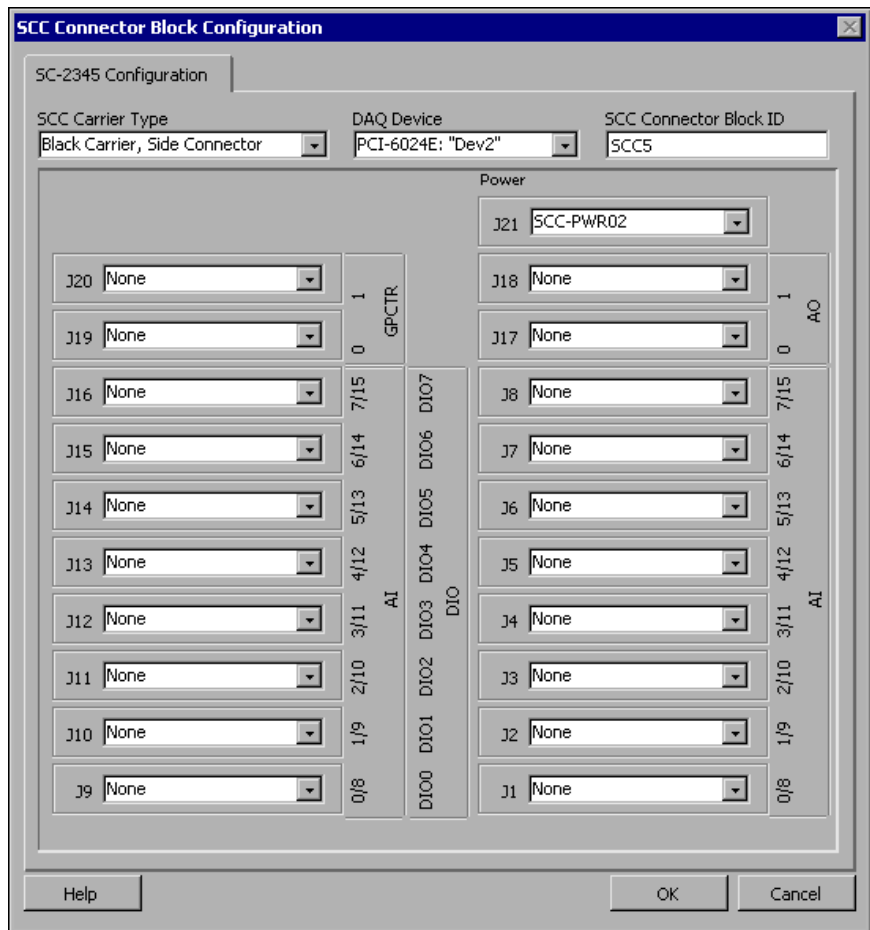 SCC Connector Block Configuration
SC-2345 Configuration
SCC Carrier Type DAQ Device SCC Connector Block ID
Black Carrier, Side Connector PCI-6024E: "Dev2" SCC5
Power
J21 SCC-PWR02
J20 None 1 J18 None 1
GPCTR AO
J19 None 0 J17 None 0
J16 None 7/15 DIO7 J8 None 7/15
J15 None 6/14 DIO6 J7 None 6/14
J14 None 5/13 DIO5 J6 None 5/13
J13 None 4/12 DIO4 J5 None 4/12
AI DIO AI
J12 None 3/11 DIO3 J4 None 3/11
J11 None 2/10 DIO2 J3 None 2/10
J10 None 1/9 DIO1 J2 None 1/9
J9 None 0/8 DIO0 J1 None 0/8
Help OK Cancel